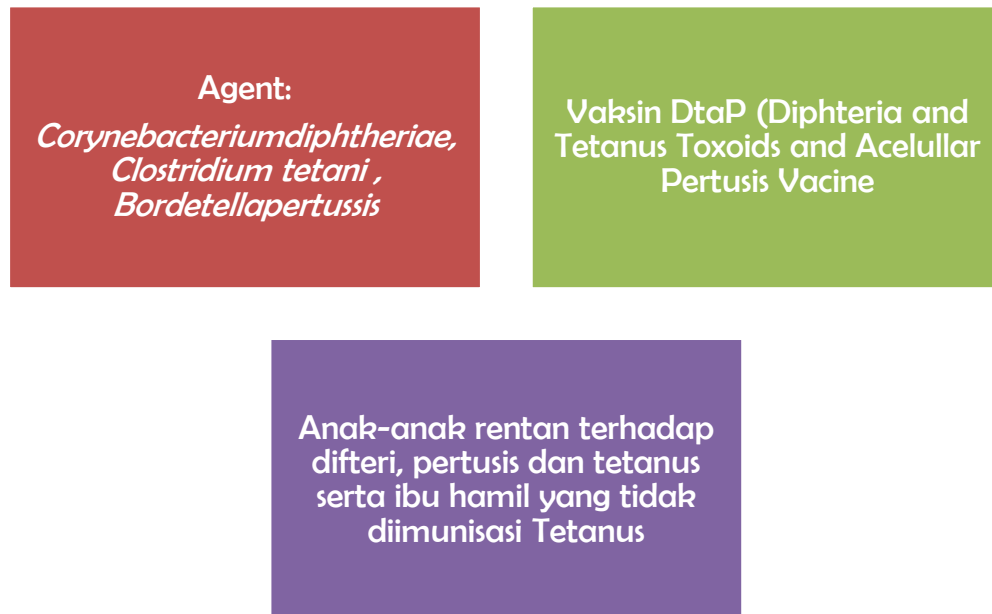 Agent:
Corynebacteriumdiphtheriae,
Clostridium tetani ,
Bordetellapertussis
Vaksin DtaP (Diphteria and
Tetanus Toxoids and Acelullar
Pertusis Vacine
Anak-anak rentan terhadap
difteri, pertusis dan tetanus
serta ibu hamil yang tidak
diimunisasi Tetanus